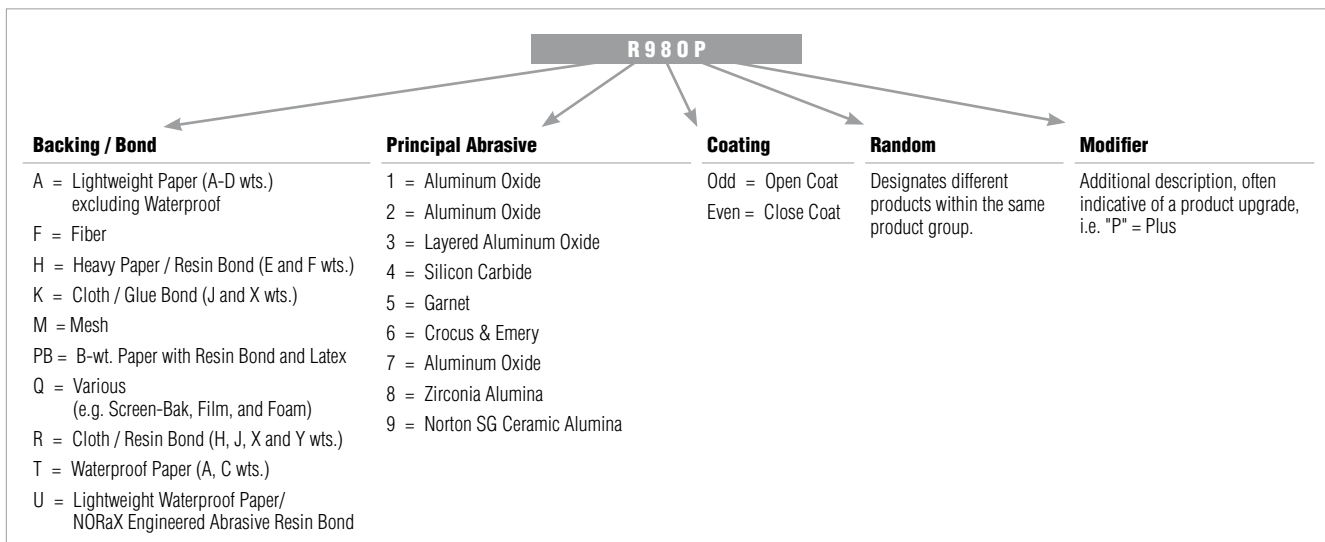 R980P
Backing / Bond
A = Lightweight Paper (A-D wts.)
excluding Waterproof
F = Fiber
H = Heavy Paper / Resin Bond (E and F wts.)
K = Cloth / Glue Bond (J and X wts.)
M = Mesh
PB = B-wt. Paper with Resin Bond and Latex
Q = Various
(e.g. Screen-Bak, Film, and Foam)
R = Cloth / Resin Bond (H, J, X and Y wts.)
T = Waterproof Paper (A, C wts.)
U = Lightweight Waterproof Paper/
NORaX Engineered Abrasive Resin Bond
Principal Abrasive
1 = Aluminum Oxide
2 = Aluminum Oxide
3 = Layered Aluminum Oxide
4 = Silicon Carbide
5 = Garnet
6 = Crocus & Emery
7 = Aluminum Oxide
8 = Zirconia Alumina
9 = Norton SG Ceramic Alumina
Coating
Odd = Open Coat
Even = Close Coat
Random
Designates different
products within the same
product group.
Modifier
Additional description, often
indicative of a product upgrade,
i.e. "P" = Plus